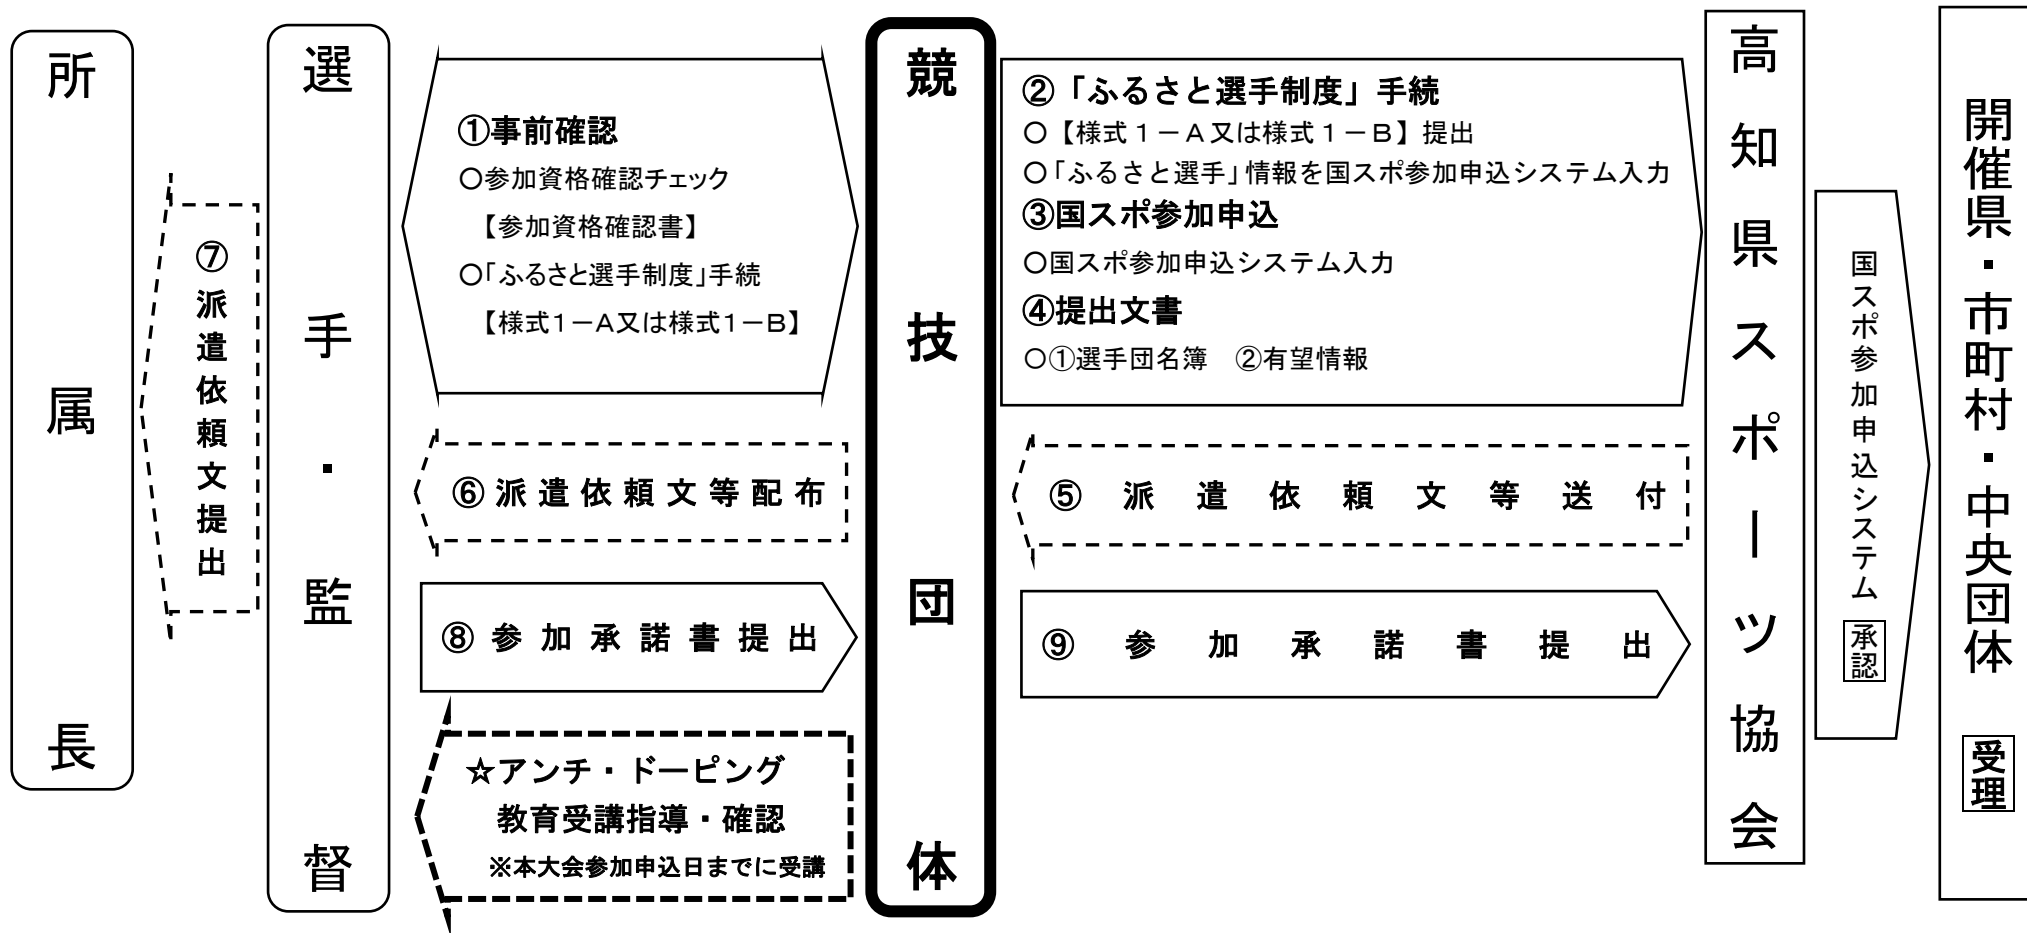 所属長
⑦派遣依頼文提出
選手・監督
①事前確認
〇参加資格確認チェック
【参加資格確認書】
〇「ふるさと選手制度」手続
【様式１－Ａ又は様式１－Ｂ】
⑥派遣依頼文等配布
⑧参加承諾書提出
☆アンチ・ドーピング
教育受講指導・確認
※本大会参加申込日までに受講
競技団体
②「ふるさと選手制度」手続
〇【様式１－Ａ又は様式１－Ｂ】提出
〇「ふるさと選手」情報を国スポ参加申込システム入力
③国スポ参加申込
〇国スポ参加申込システム入力
④提出文書
〇①選手団名簿　②有望情報
⑤派遣依頼文等送付
⑨参加承諾書提出
高知県スポーツ協会
国スポ参加申込システム 承認
開催県・市町村・中央団体 受理